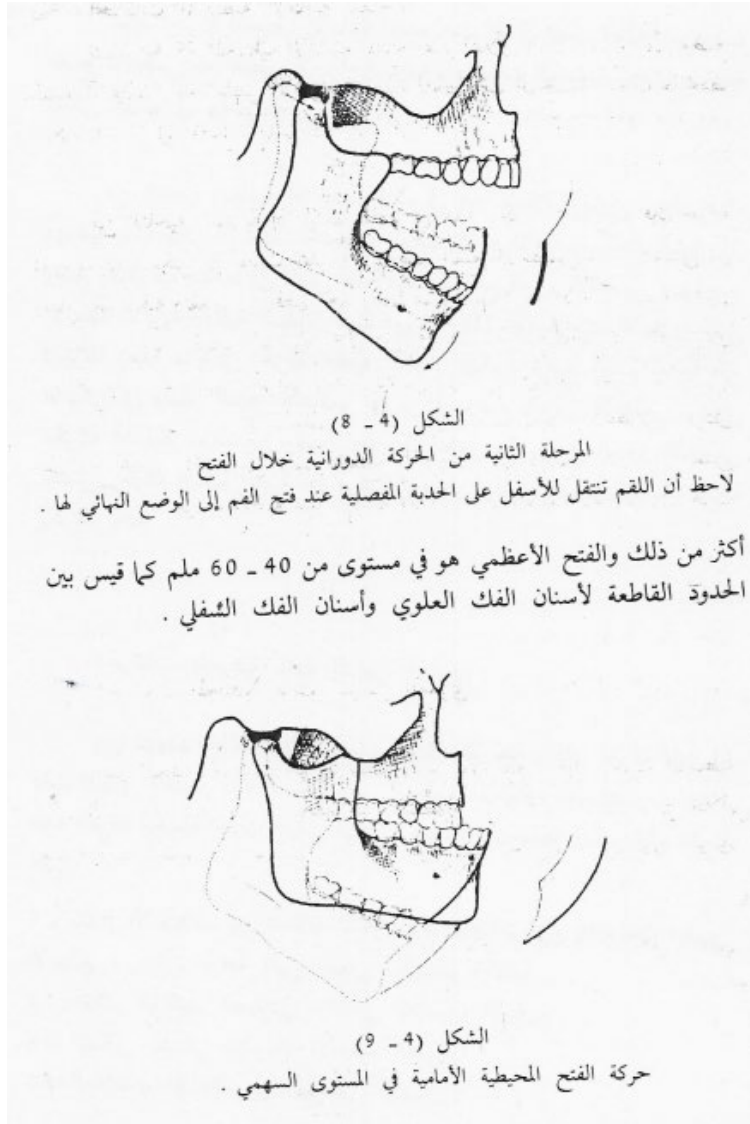 الشكل (4 ـ 8)
المرحلة الثانية من الحركة الدورانية خلال الفتح
لاحظ أن اللقم تنتقل للأسفل على الحدبة المفصلية عند فتح الفم إلى الوضع النهائي لها .
أكثر من ذلك والفتح الأعظمي هو في مستوى من 40 ـ 60 ملم كما قيس بين
الحدود القاطعة لأسنان الفك العلوي وأسنان الفك السُفلي .
الشكل (4 ـ 9)
حركة الفتح المحيطية الأمامية في المستوى السهمي .